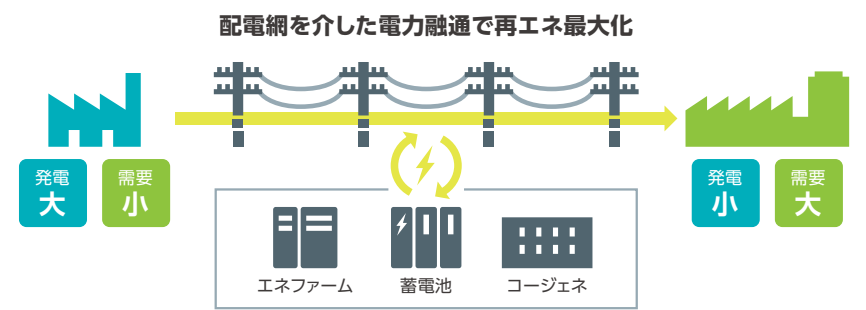 配電網を介した電力融通で再エネ最大化
発電
大
需要
小
発電
小
需要
大
エネファーム
蓄電池
コージェネ